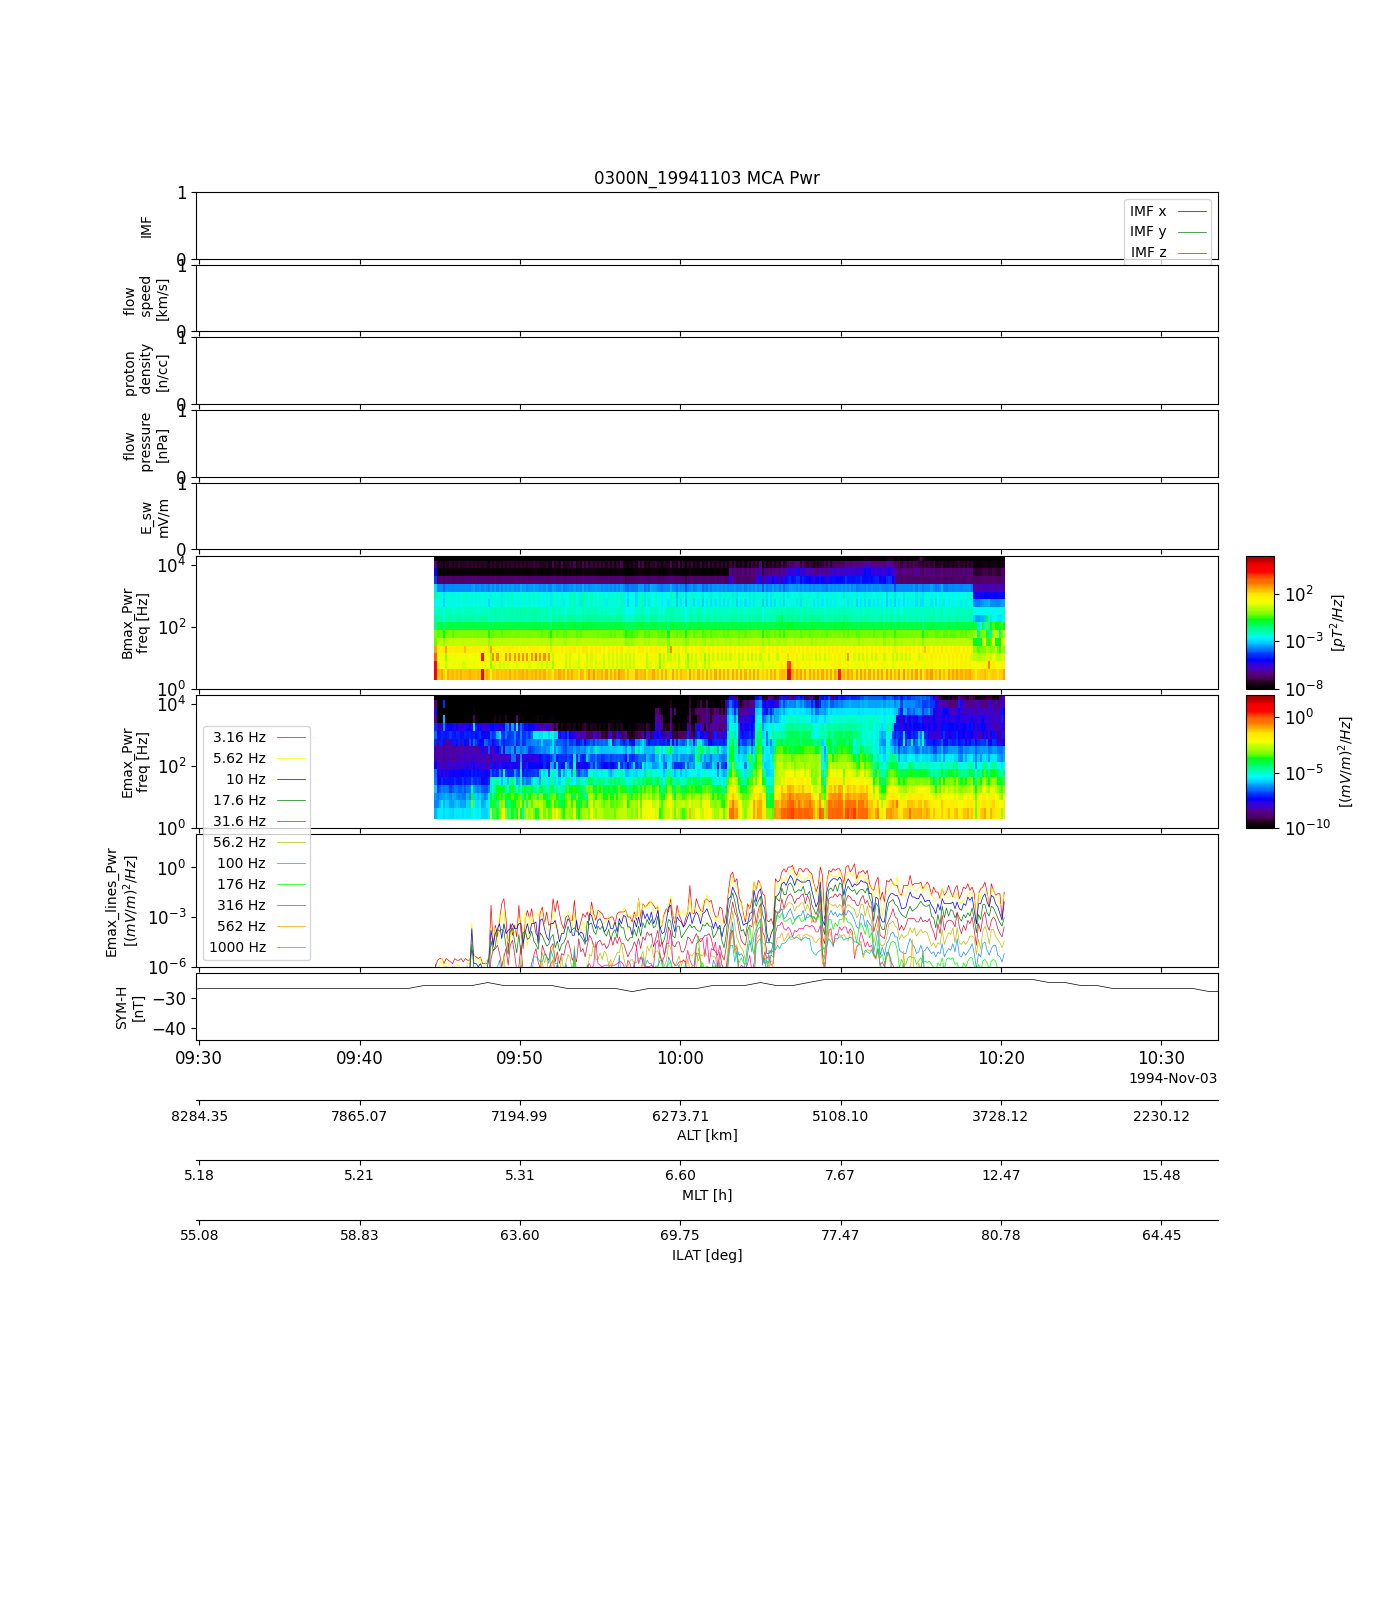 0300N_19941103 MCA Pwr
1
IMF
0
IMF x
IMF y
IMF z
1
flow
speed
[km/s]
0
1
proton
density
[n/cc]
0
1
flow
pressure
[nPa]
0
1
E_sw
mV/m
0
10^4
10^2
10^0
Bmax_Pwr
freq [Hz]
10^2
10^-3
10^-8
[pT^2/Hz]
10^4
10^2
10^0
Emax_Pwr
freq [Hz]
10^0
10^-5
10^-10
[(mV/m)^2/Hz]
3.16 Hz
5.62 Hz
10 Hz
17.6 Hz
31.6 Hz
56.2 Hz
100 Hz
176 Hz
316 Hz
562 Hz
1000 Hz
10^0
10^-3
10^-6
Emax_lines_Pwr
[(mV/m)^2/Hz]
−30
−40
SYM-H
[nT]
09:30 09:40 09:50 10:00 10:10 10:20 10:30
1994-Nov-03
8284.35 7865.07 7194.99 6273.71 5108.10 3728.12 2230.12
ALT [km]
5.18 5.21 5.31 6.60 7.67 12.47 15.48
MLT [h]
55.08 58.83 63.60 69.75 77.47 80.78 64.45
ILAT [deg]